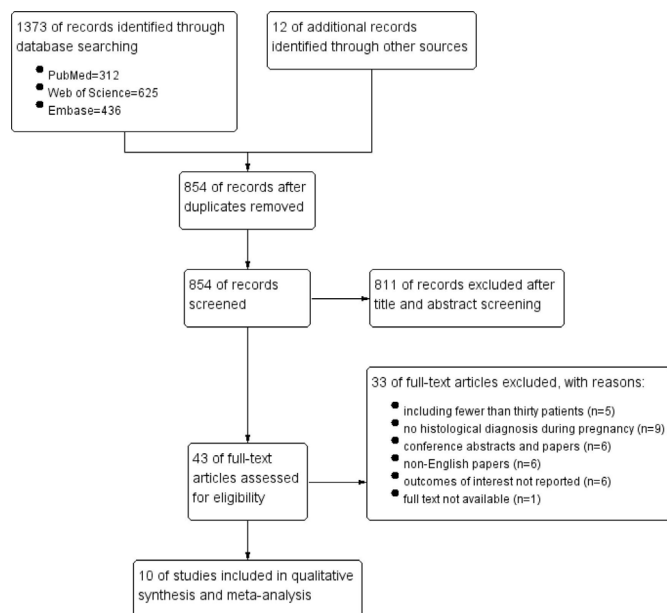 1373 of records identified through
database searching
PubMed=312
Web of Science=625
Embase=436
12 of additional records
identified through other sources
854 of records after
duplicates removed
854 of records
screened
811 of records excluded after
title and abstract screening
33 of full-text articles excluded, with reasons:
including fewer than thirty patients (n=5)
no histological diagnosis during pregnancy (n=9)
conference abstracts and papers (n=6)
non-English papers (n=6)
outcomes of interest not reported (n=6)
full text not available (n=1)
43 of full-text
articles assessed
for eligibility
10 of studies included in qualitative
synthesis and meta-analysis